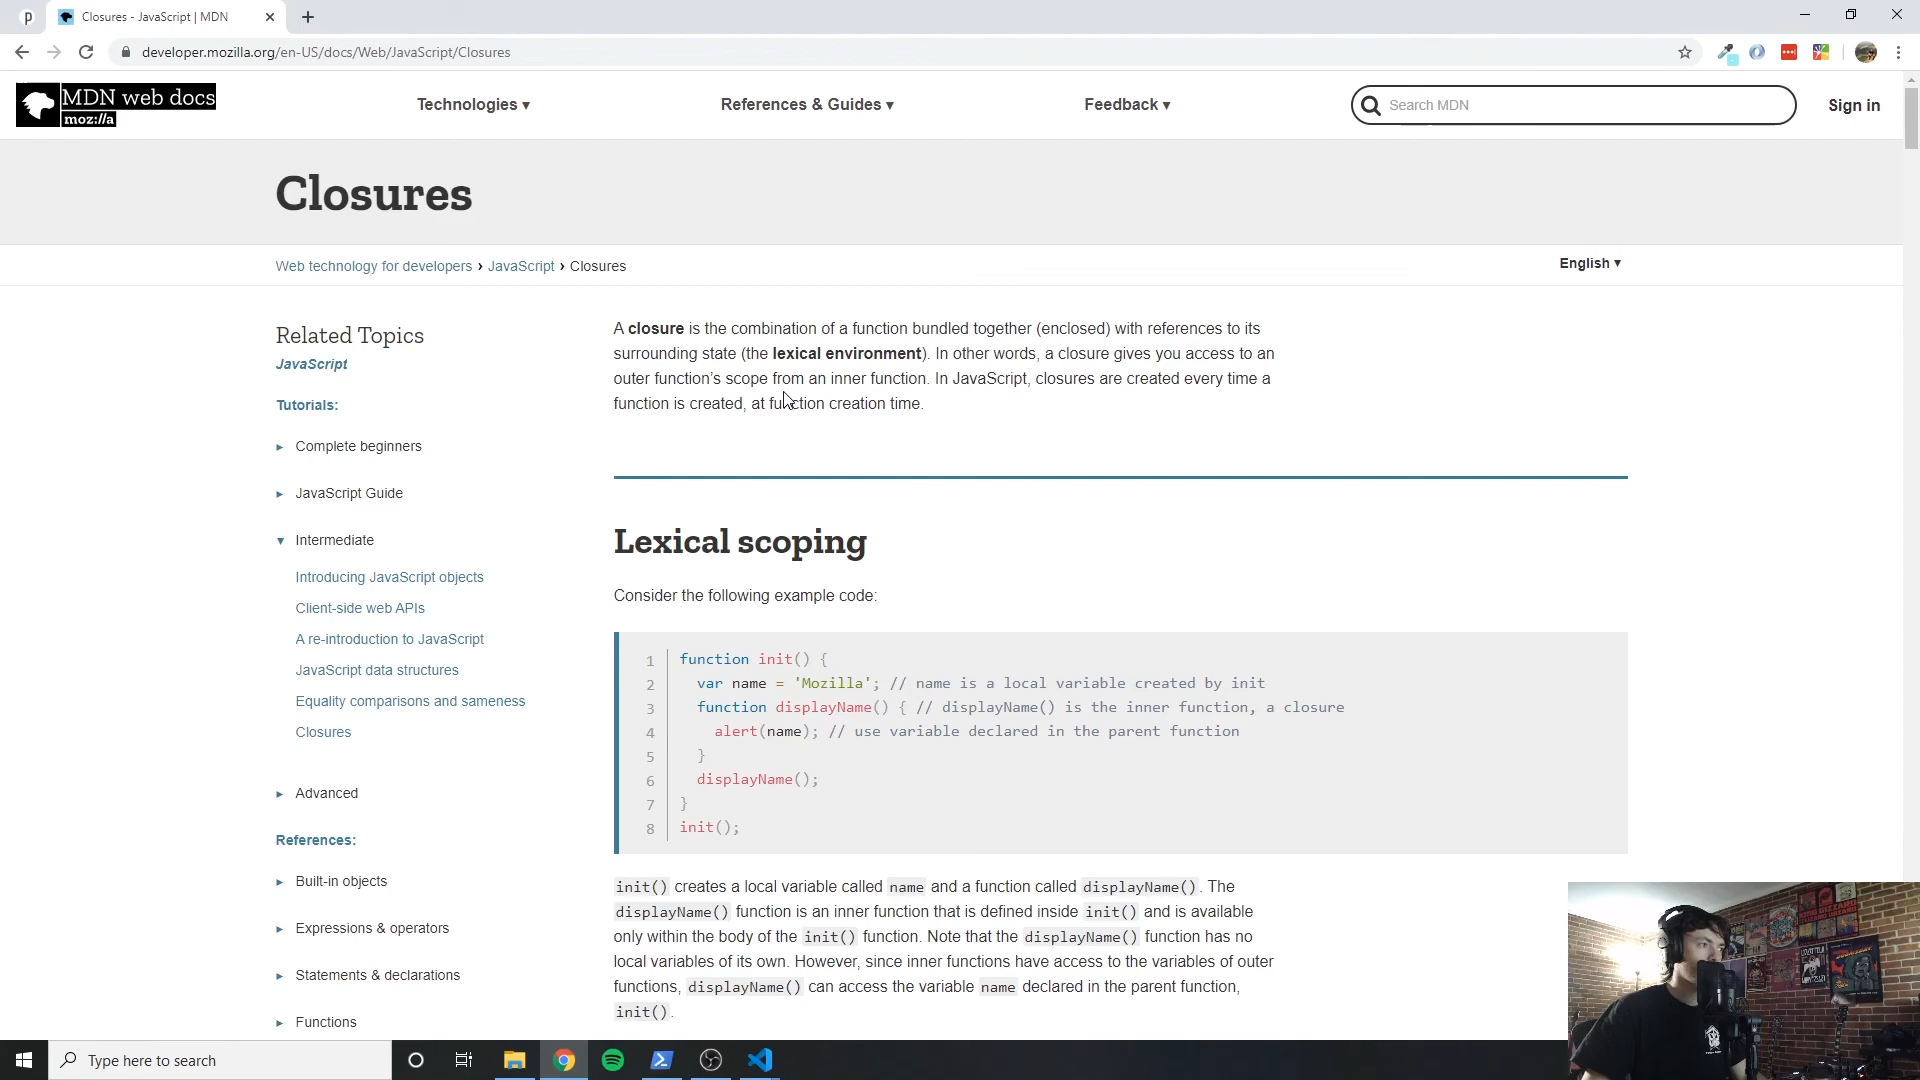 p
Closures - JavaScript | MDN
developer.mozilla.org/en-US/docs/Web/JavaScript/Closures
MDN web docs
moz://a
Technologies ▾
References & Guides ▾
Feedback ▾
Search MDN
Sign in
Closures
Web technology for developers › JavaScript › Closures
English ▾
Related Topics
JavaScript
Tutorials:
▸ Complete beginners
▸ JavaScript Guide
▾ Intermediate
Introducing JavaScript objects
Client-side web APIs
A re-introduction to JavaScript
JavaScript data structures
Equality comparisons and sameness
Closures
▸ Advanced
References:
▸ Built-in objects
▸ Expressions & operators
▸ Statements & declarations
▸ Functions
A closure is the combination of a function bundled together (enclosed) with references to its
surrounding state (the lexical environment). In other words, a closure gives you access to an
outer function’s scope from an inner function. In JavaScript, closures are created every time a
function is created, at function creation time.
Lexical scoping
Consider the following example code:
1 function init() {
2 var name = 'Mozilla'; // name is a local variable created by init
3 function displayName() { // displayName() is the inner function, a closure
4 alert(name); // use variable declared in the parent function
5 }
6 displayName();
7 }
8 init();
init() creates a local variable called name and a function called displayName(). The
displayName() function is an inner function that is defined inside init() and is available
only within the body of the init() function. Note that the displayName() function has no
local variables of its own. However, since inner functions have access to the variables of outer
functions, displayName() can access the variable name declared in the parent function,
init().
Type here to search